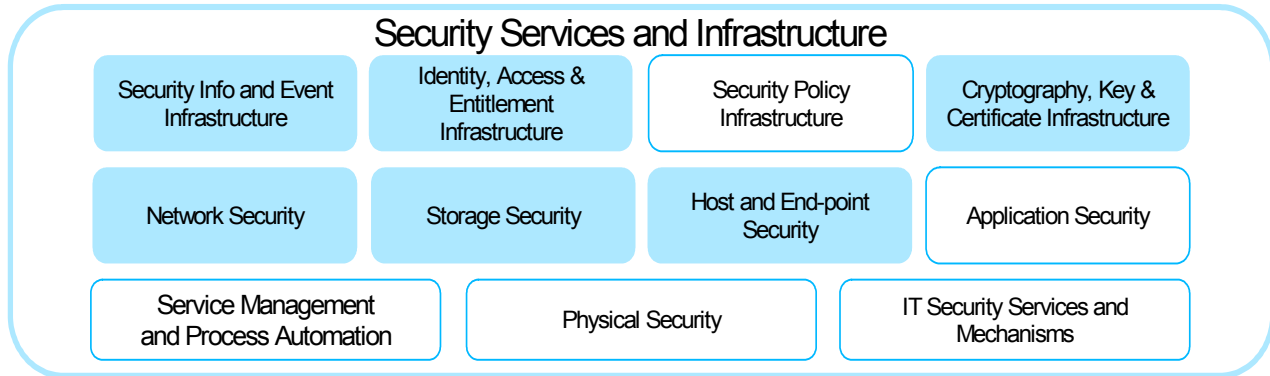 Security Services and Infrastructure
Security Info and Event
Infrastructure
Identity, Access &
Entitlement
Infrastructure
Security Policy
Infrastructure
Cryptography, Key &
Certificate Infrastructure
Network Security
Storage Security
Host and End-point
Security
Application Security
Service Management
and Process Automation
Physical Security
IT Security Services and
Mechanisms